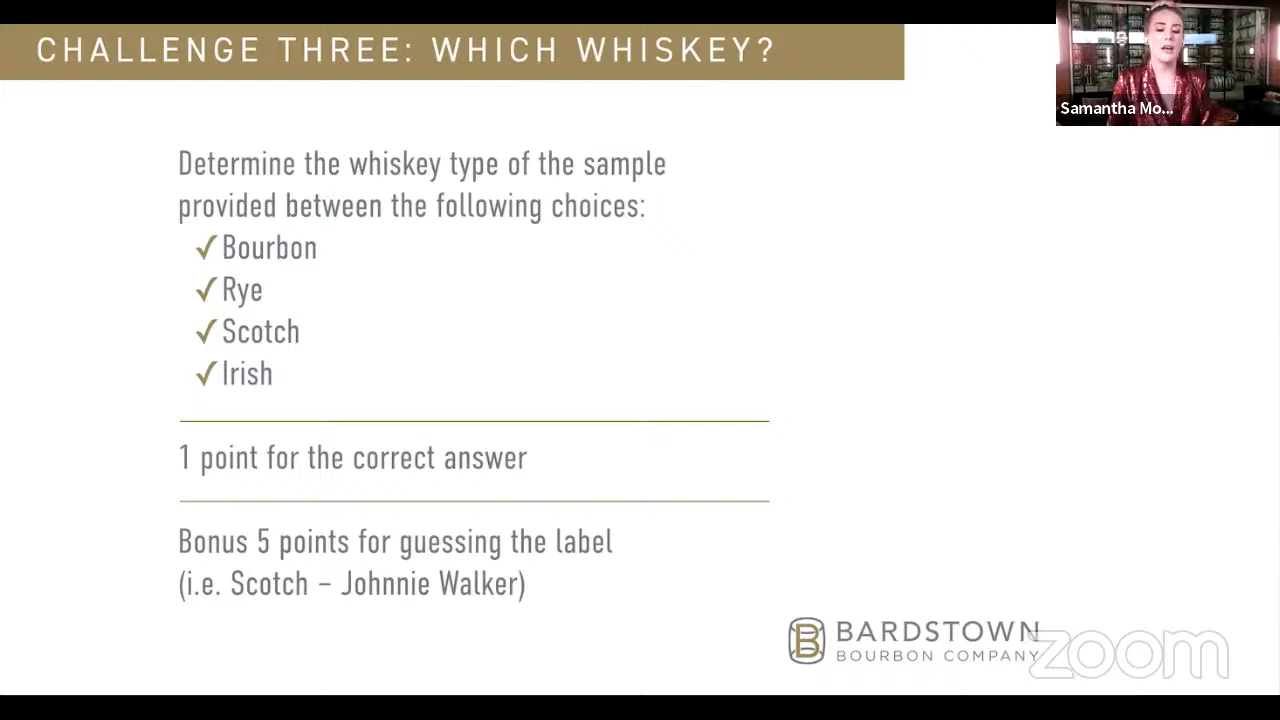 CHALLENGE THREE: WHICH WHISKEY?
Samantha Mo...
Determine the whiskey type of the sample
provided between the following choices:
✓ Bourbon
✓ Rye
✓ Scotch
✓ Irish
1 point for the correct answer
Bonus 5 points for guessing the label
(i.e. Scotch – Johnnie Walker)
B BARDSTOWN
BOURBON COMPANY
zoom